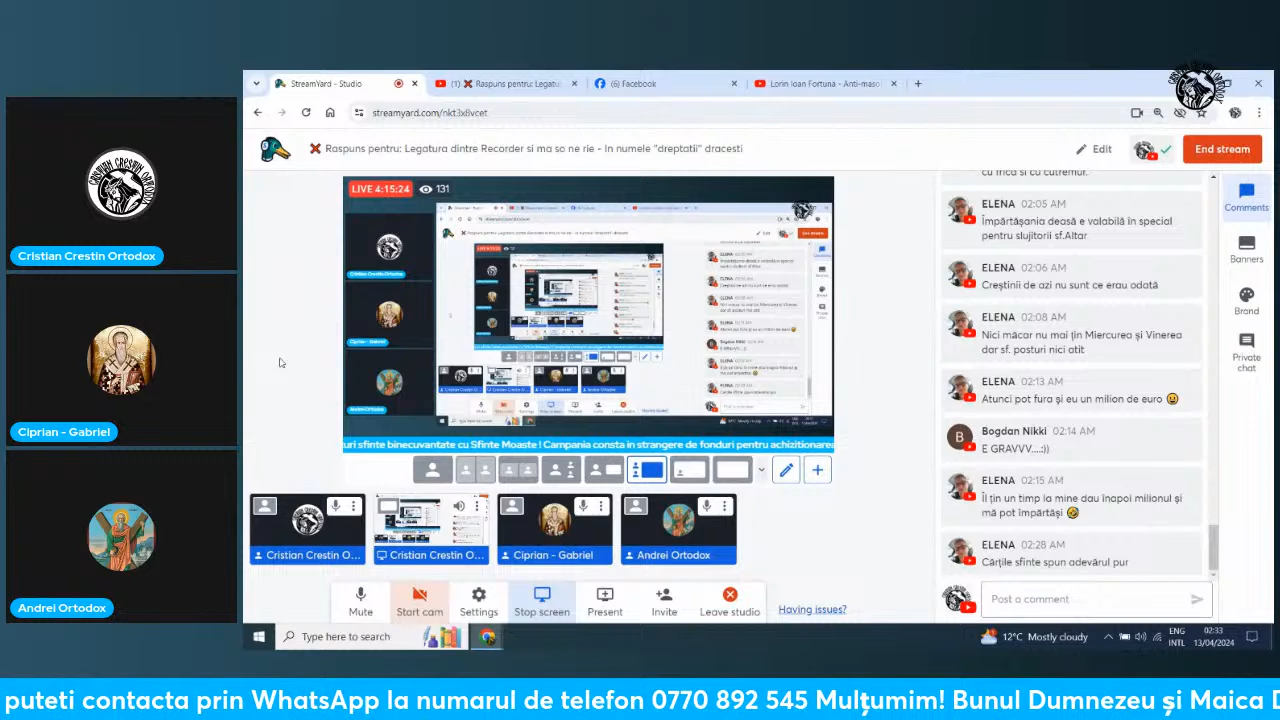 StreamYard - Studio
(1) ❌ Raspuns pentru: Legatu
(6) Facebook
Lorin Ioan Fortuna - Anti-maso
streamyard.com/nkt3x8vcet
❌ Raspuns pentru: Legatura dintre Recorder si ma so ne rie - In numele "dreptatii" dracesti
Edit
End stream
LIVE 4:15:24
131
cu frica si cu cutremur.
ELENA 02:05 AM
Împărtășania deasă e valabilă în special
pentru slujitorii sf.Altar
ELENA 02:06 AM
Creștinii de azi nu sunt ce erau odată
ELENA 02:08 AM
Ner măcar nu mai țin Miercurea și Vinerea
dar sf. posturi nici atit
ELENA 02:13 AM
Atunci pot fura și eu un milion de euro
Bogdan Nikki 02:14 AM
E GRAVVV....:))
ELENA 02:15 AM
Îl țin un timp la mine dau înapoi milionul și
mă pot împărtăși
ELENA 02:28 AM
Cărțile sfinte spun adevărul pur
Post a comment
Comments
Banners
Brand
Private
chat
CRISTIAN CRESTIN ORTODOX
Cristian Crestin Ortodox
Ciprian - Gabriel
Andrei Ortodox
uri sfinte binecuvantate cu Sfinte Moaste ! Campania consta in strangere de fonduri pentru achizitionarea
Cristian Crestin O...
Cristian Crestin O...
Ciprian - Gabriel
Andrei Ortodox
Mute
Start cam
Settings
Stop screen
Present
Invite
Leave studio
Having issues?
Type here to search
12°C Mostly cloudy
ENG
INTL
02:33
13/04/2024
puteti contacta prin WhatsApp la numarul de telefon 0770 892 545 Mulțumim! Bunul Dumnezeu și Maica D